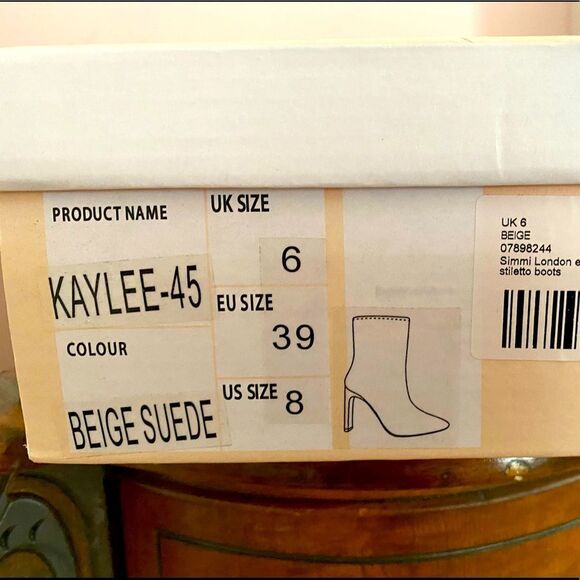 PRODUCT NAME
KAYLEE-45
COLOUR
BEIGE SUEDE
UK SIZE
6
EU SIZE
39
US SIZE
8
UK 6
BEIGE
07898244
Simmi London e
stiletto boots